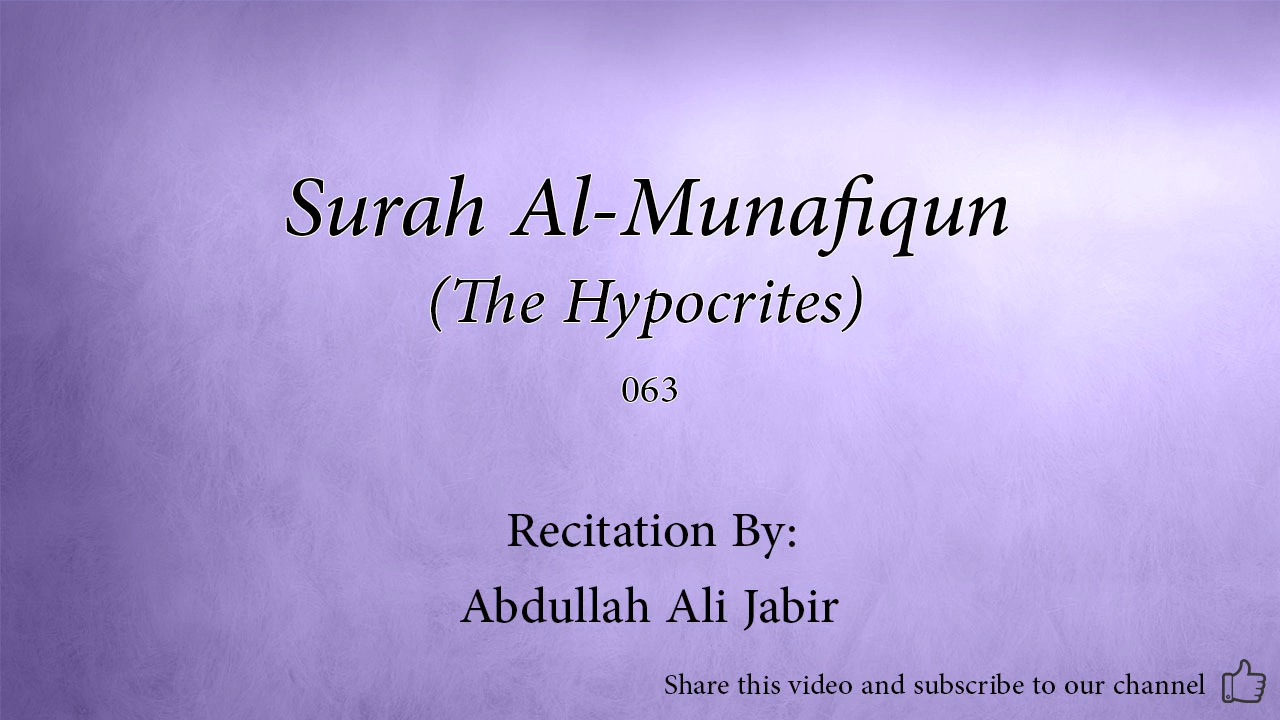 Surah Al-Munafiqun
(The Hypocrites)
063
Recitation By:
Abdullah Ali Jabir
Share this video and subscribe to our channel